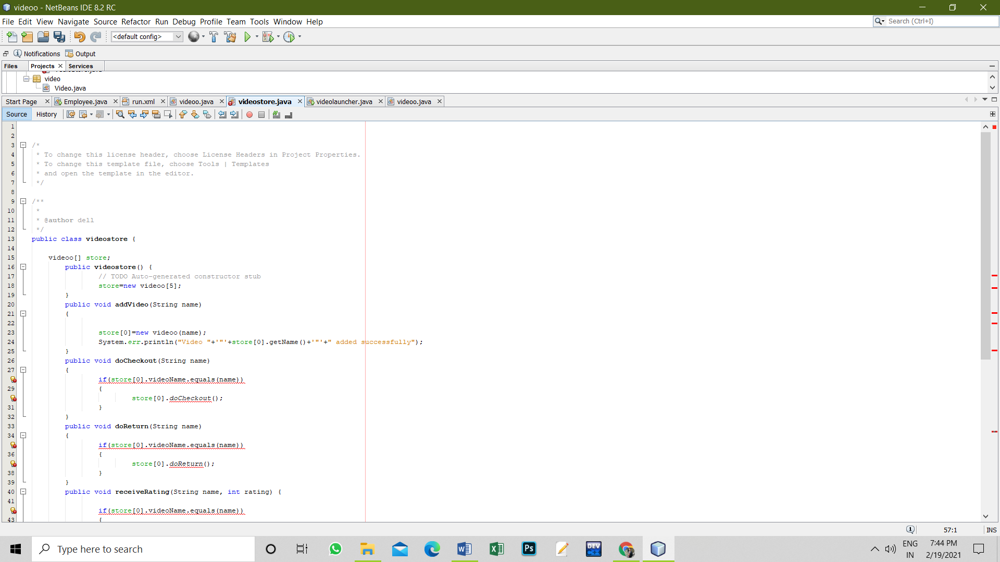 videoo - NetBeans IDE 8.2 RC
File Edit View Navigate Source Refactor Run Debug Profile Team Tools Window Help
Search (Ctrl+I)
<default config>
Notifications Output
Files Projects Services
video
Video.java
Start Page Employee.java run.xml videoo.java videostore.java videolauncher.java videoo.java
Source History
1
2
3 /*
4 * To change this license header, choose License Headers in Project Properties.
5 * To change this template file, choose Tools | Templates
6 * and open the template in the editor.
7 */
8
9 /**
10 *
11 * @author dell
12 */
13 public class videostore {
14
15 videoo[] store;
16 public videostore() {
17 // TODO Auto-generated constructor stub
18 store=new videoo[5];
19 }
20 public void addVideo(String name)
21 {
22
23 store[0]=new videoo(name);
24 System.err.println("Video "+'"'+store[0].getName()+'"'+" added successfully");
25 }
26 public void doCheckout(String name)
27 {
if(store[0].videoName.equals(name))
29 {
store[0].doCheckout();
31 }
32 }
33 public void doReturn(String name)
34 {
if(store[0].videoName.equals(name))
36 {
store[0].doReturn();
38 }
39 }
40 public void receiveRating(String name, int rating) {
41
if(store[0].videoName.equals(name))
43 {
57:1 INS
Type here to search
Ps
DEV C++
ENG
IN
7:44 PM
2/19/2021